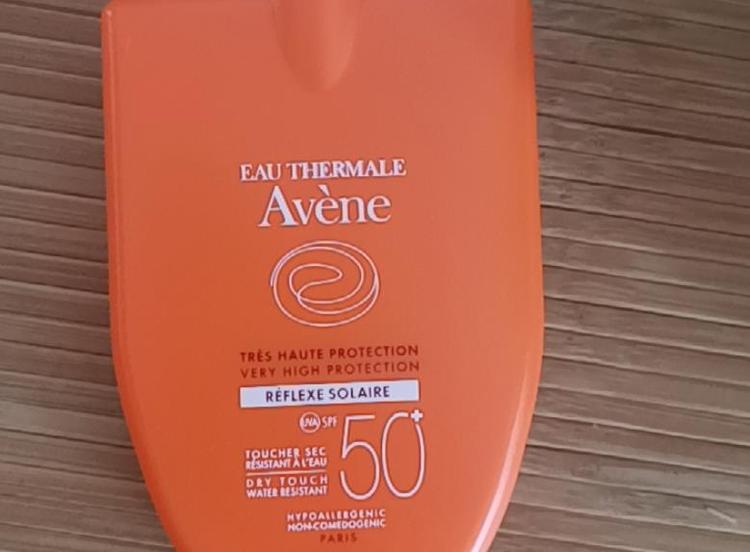 EAU THERMALE
Avène
TRÈS HAUTE PROTECTION
VERY HIGH PROTECTION
RÉFLEXE SOLAIRE
UVA SPF 50+
TOUCHER SEC
RÉSISTANT À L'EAU
DRY TOUCH
WATER RESISTANT
HYPOALLERGENIC
NON-COMEDOGENIC
PARIS